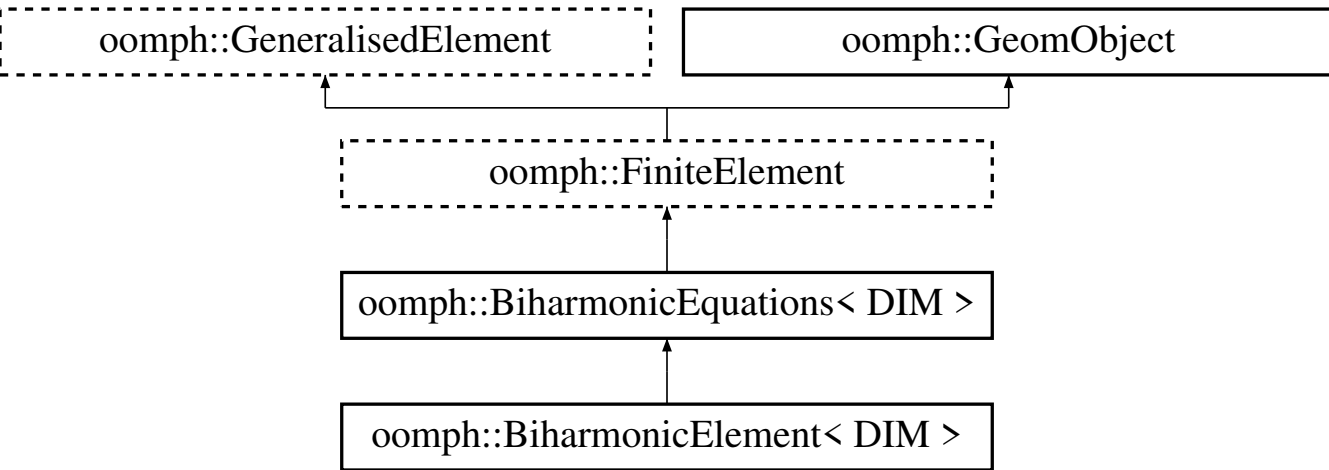 oomph::GeneralisedElement
oomph::GeomObject
oomph::FiniteElement
oomph::BiharmonicEquations< DIM >
oomph::BiharmonicElement< DIM >